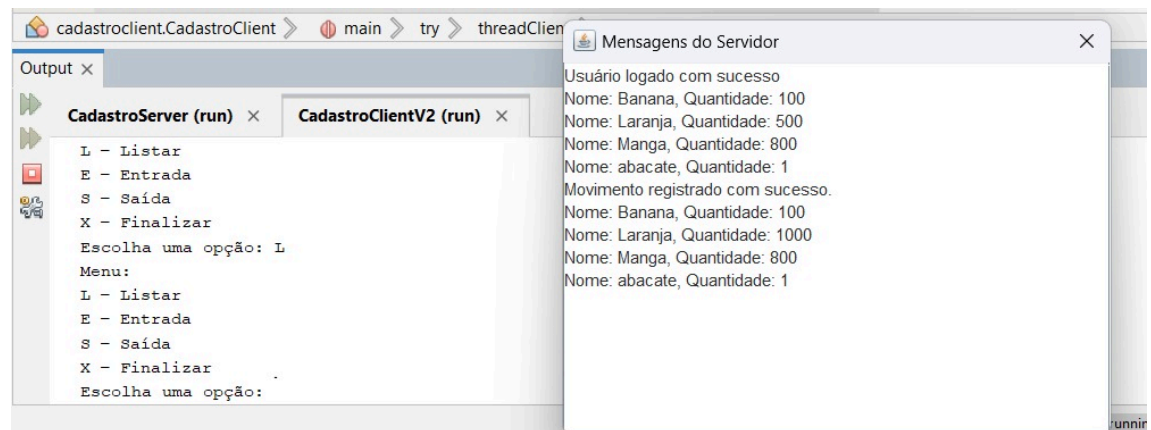 cadastroclient.CadastroClient main try threadClien
Output
CadastroServer (run) CadastroClientV2 (run)
L - Listar
E - Entrada
S - Saída
X - Finalizar
Escolha uma opção: L
Menu:
L - Listar
E - Entrada
S - Saída
X - Finalizar
Escolha uma opção:
Mensagens do Servidor
Usuário logado com sucesso
Nome: Banana, Quantidade: 100
Nome: Laranja, Quantidade: 500
Nome: Manga, Quantidade: 800
Nome: abacate, Quantidade: 1
Movimento registrado com sucesso.
Nome: Banana, Quantidade: 100
Nome: Laranja, Quantidade: 1000
Nome: Manga, Quantidade: 800
Nome: abacate, Quantidade: 1